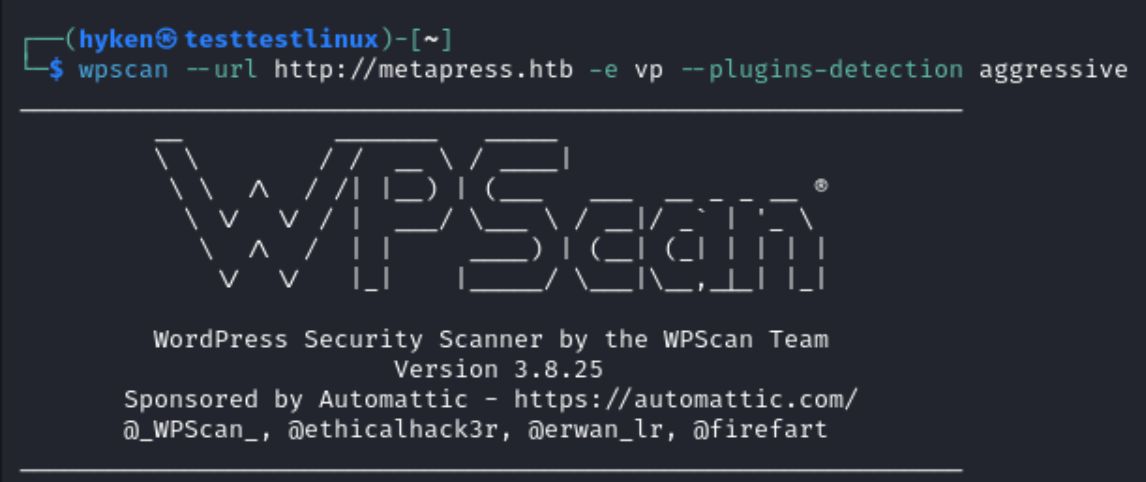 (hyken㉿testtestlinux)-[~]
$ wpscan --url http://metapress.htb -e vp --plugins-detection aggressive
WPScan®
WordPress Security Scanner by the WPScan Team
Version 3.8.25
Sponsored by Automattic - https://automattic.com/
@_WPScan_, @ethicalhack3r, @erwan_lr, @firefart